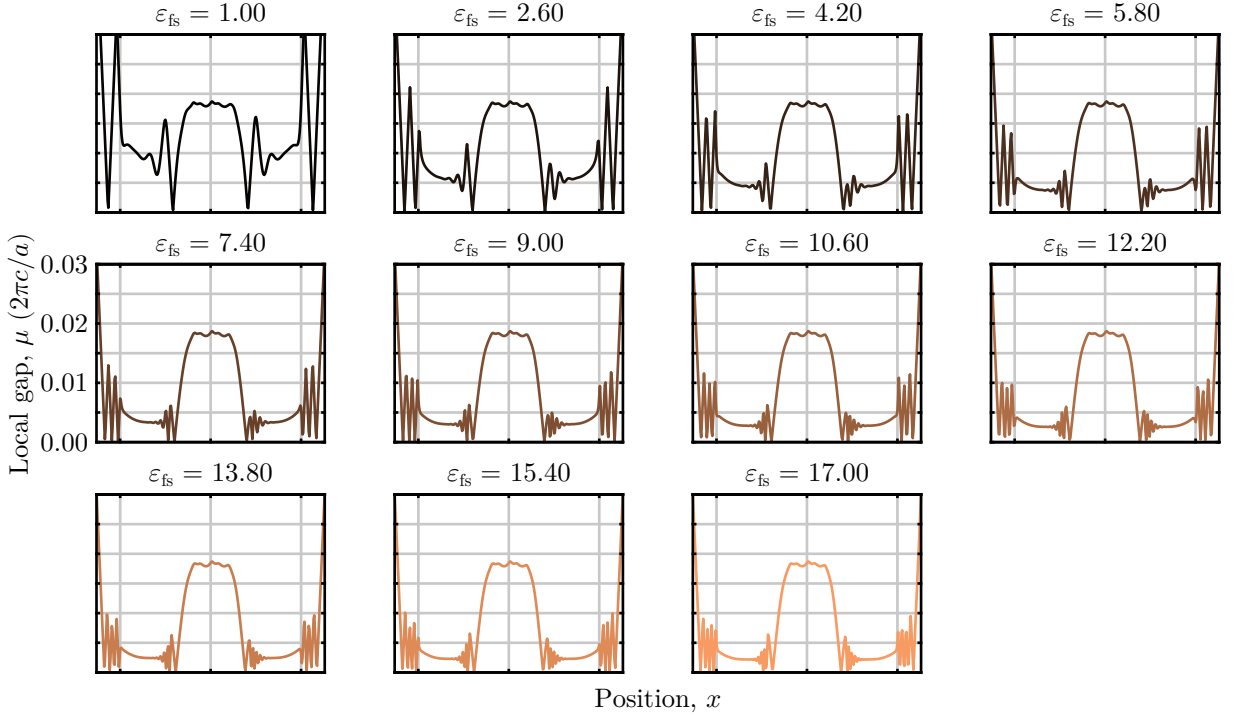 ε_fs = 1.00
ε_fs = 2.60
ε_fs = 4.20
ε_fs = 5.80
ε_fs = 7.40
ε_fs = 9.00
ε_fs = 10.60
ε_fs = 12.20
0.03
0.02
0.01
0.00
Local gap, μ (2πc/a)
ε_fs = 13.80
ε_fs = 15.40
ε_fs = 17.00
Position, x